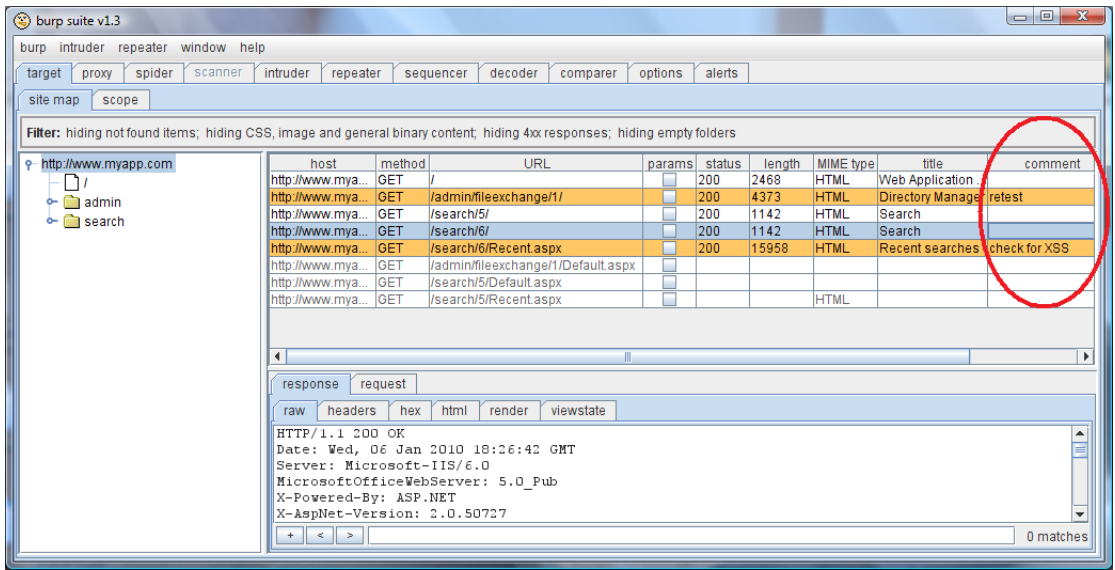 burp suite v1.3
burp intruder repeater window help
target proxy spider scanner intruder repeater sequencer decoder comparer options alerts
site map scope
Filter: hiding not found items; hiding CSS, image and general binary content; hiding 4xx responses; hiding empty folders
http://www.myapp.com
/
admin
search
host method URL params status length MIME type title comment
http://www.mya... GET / 200 2468 HTML Web Application ...
http://www.mya... GET /admin/fileexchange/1/ 200 4373 HTML Directory Manager retest
http://www.mya... GET /search/5/ 200 1142 HTML Search
http://www.mya... GET /search/6/ 200 1142 HTML Search
http://www.mya... GET /search/6/Recent.aspx 200 15958 HTML Recent searches check for XSS
http://www.mya... GET /admin/fileexchange/1/Default.aspx
http://www.mya... GET /search/5/Default.aspx
http://www.mya... GET /search/5/Recent.aspx HTML
response request
raw headers hex html render viewstate
HTTP/1.1 200 OK
Date: Wed, 06 Jan 2010 18:26:42 GMT
Server: Microsoft-IIS/6.0
MicrosoftOfficeWebServer: 5.0_Pub
X-Powered-By: ASP.NET
X-AspNet-Version: 2.0.50727
+ < > 0 matches